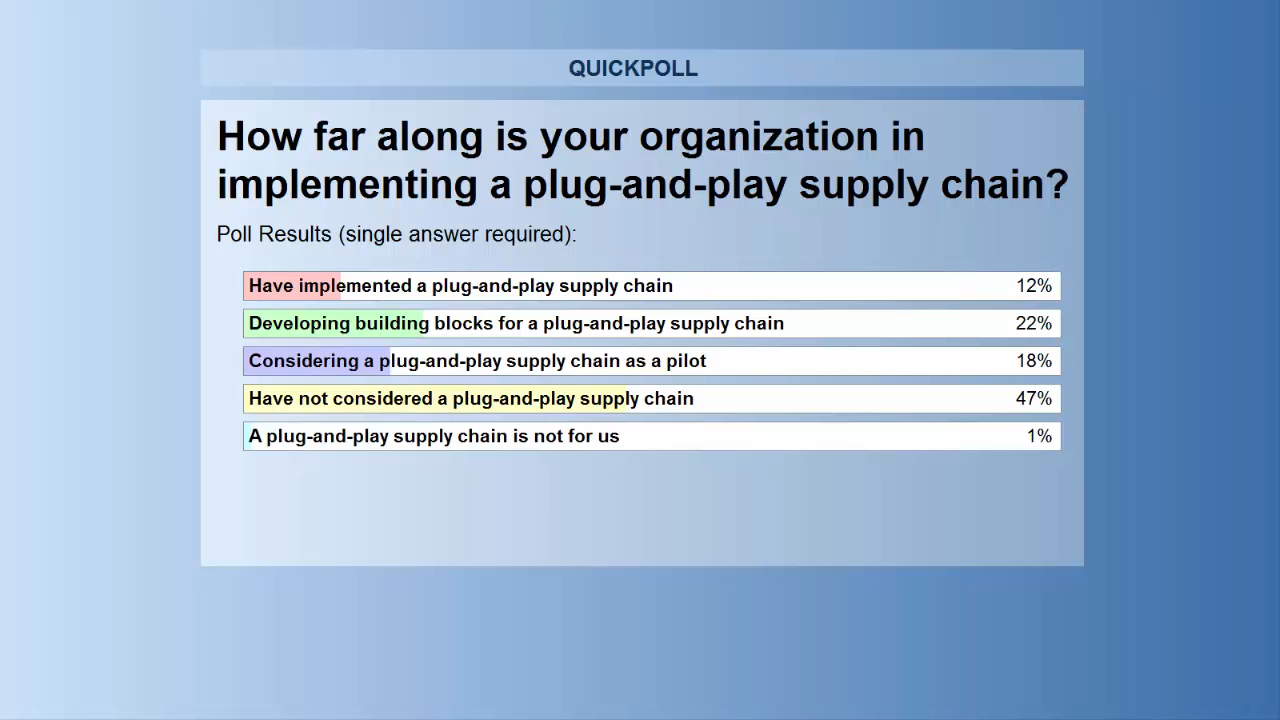 QUICKPOLL
How far along is your organization in
implementing a plug-and-play supply chain?
Poll Results (single answer required):
Have implemented a plug-and-play supply chain 12%
Developing building blocks for a plug-and-play supply chain 22%
Considering a plug-and-play supply chain as a pilot 18%
Have not considered a plug-and-play supply chain 47%
A plug-and-play supply chain is not for us 1%